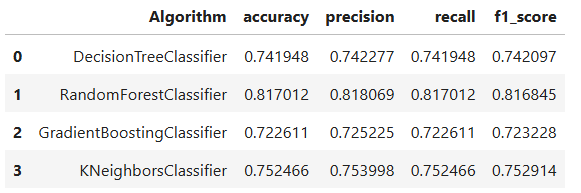 Algorithm accuracy precision recall f1_score
0 DecisionTreeClassifier 0.741948 0.742277 0.741948 0.742097
1 RandomForestClassifier 0.817012 0.818069 0.817012 0.816845
2 GradientBoostingClassifier 0.722611 0.725225 0.722611 0.723228
3 KNeighborsClassifier 0.752466 0.753998 0.752466 0.752914